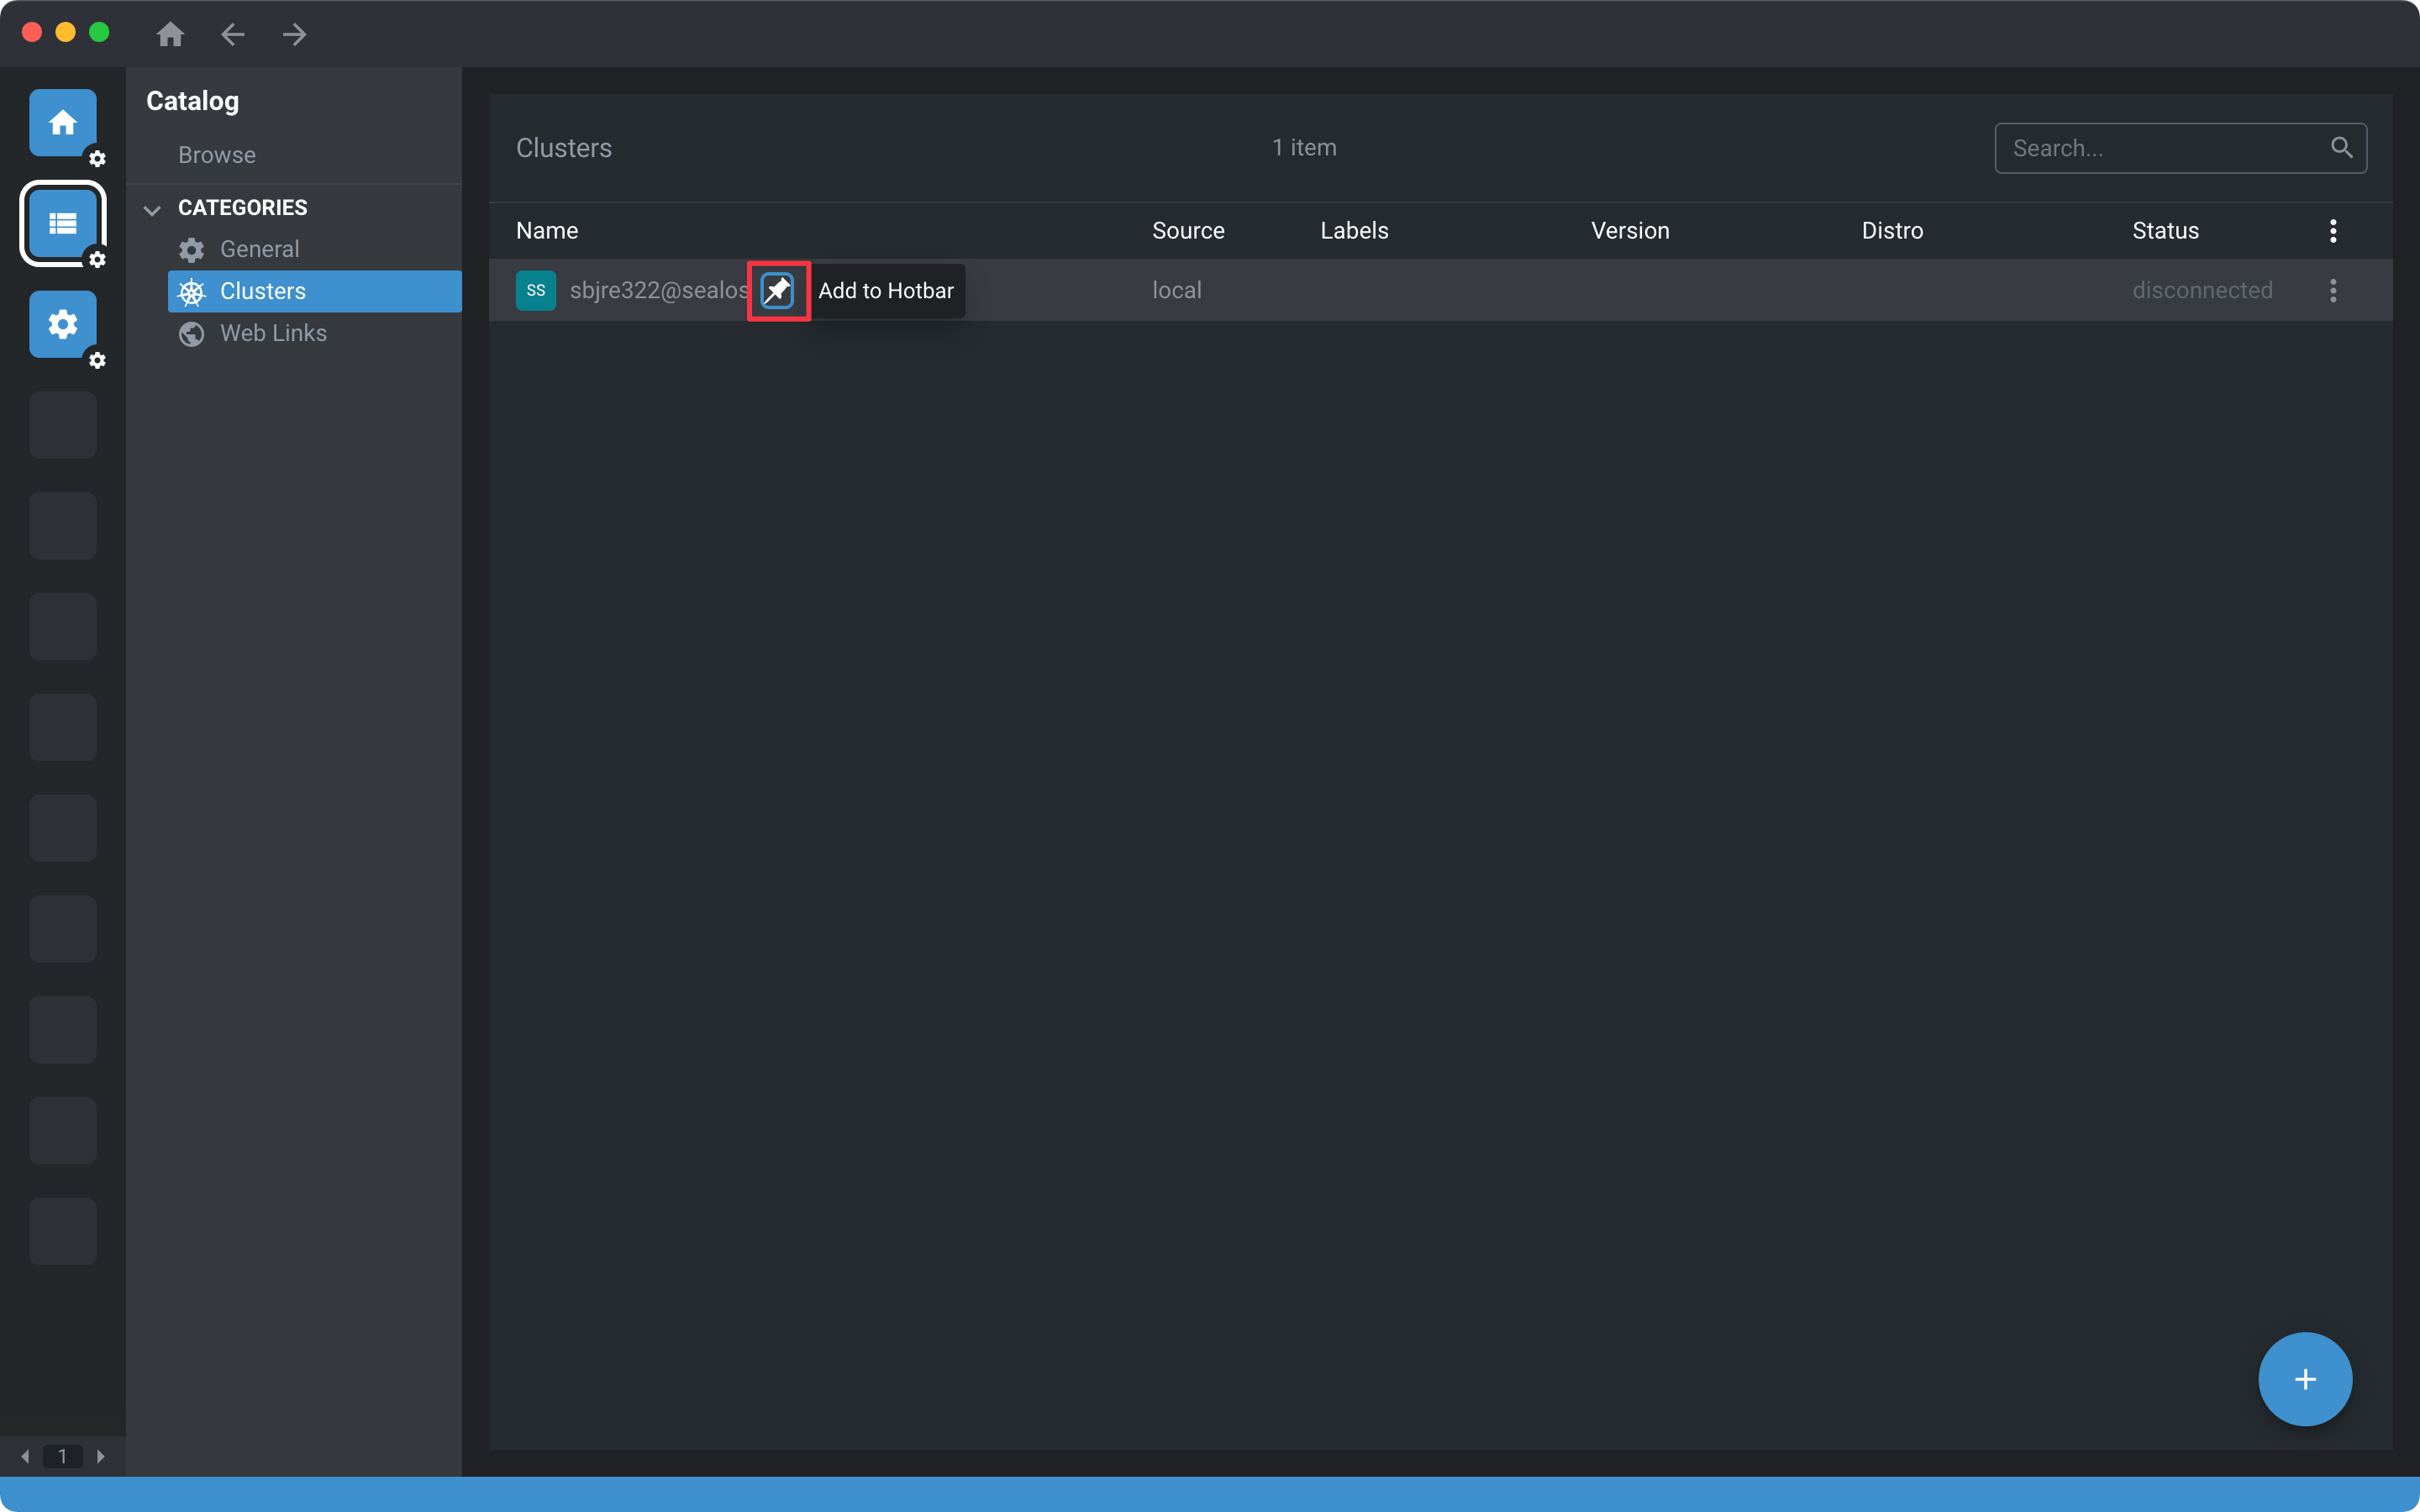 Catalog
Browse
CATEGORIES
General
Clusters
Web Links
Clusters
1 item
Search...
Name Source Labels Version Distro Status
SS sbjre322@sealos Add to Hotbar local disconnected
1